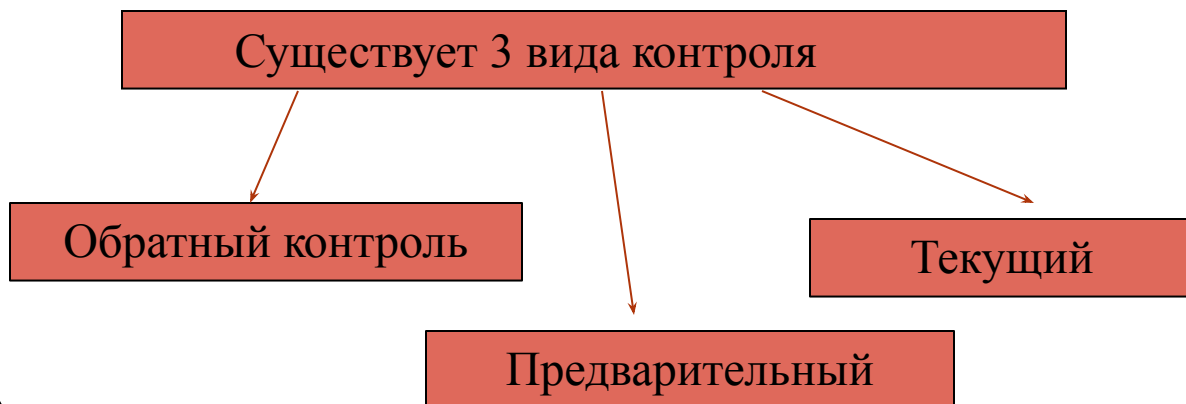 Существует 3 вида контроля
Обратный контроль
Текущий
Предварительный